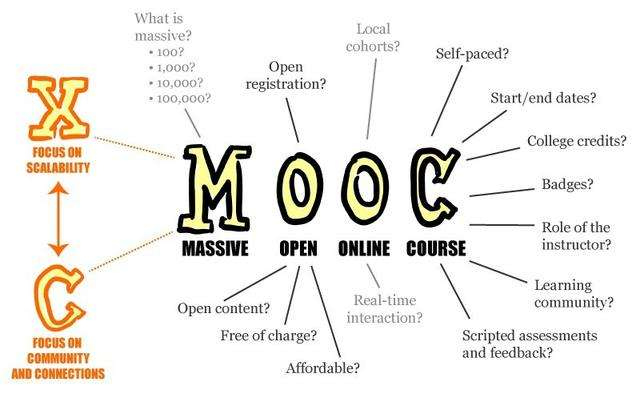 What is
massive?
• 100?
• 1,000?
• 10,000?
• 100,000?
Open
registration?
Local
cohorts?
Self-paced?
Start/end dates?
College credits?
Badges?
Role of the
instructor?
Learning
community?
Scripted assessments
and feedback?
X
FOCUS ON
SCALABILITY
C
FOCUS ON
COMMUNITY
AND CONNECTIONS
MOOC
MASSIVE OPEN ONLINE COURSE
Open content?
Free of charge?
Affordable?
Real-time
interaction?